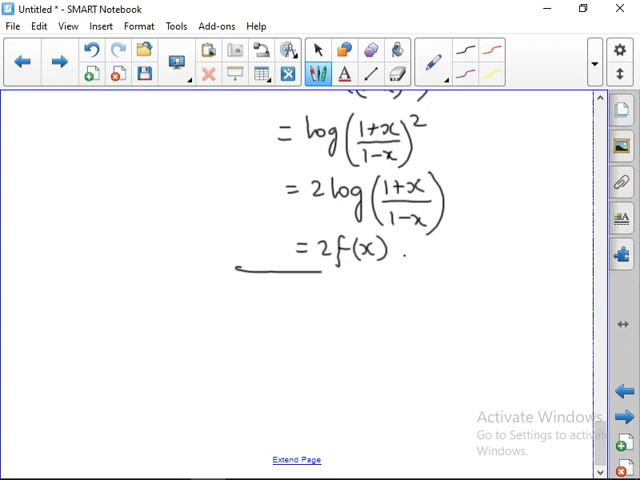 Untitled * - SMART Notebook
File Edit View Insert Format Tools Add-ons Help
= log((1+x)/(1-x))^2
= 2 log((1+x)/(1-x))
= 2f(x) .
Activate Windows
Go to Settings to activate
Windows.
Extend Page